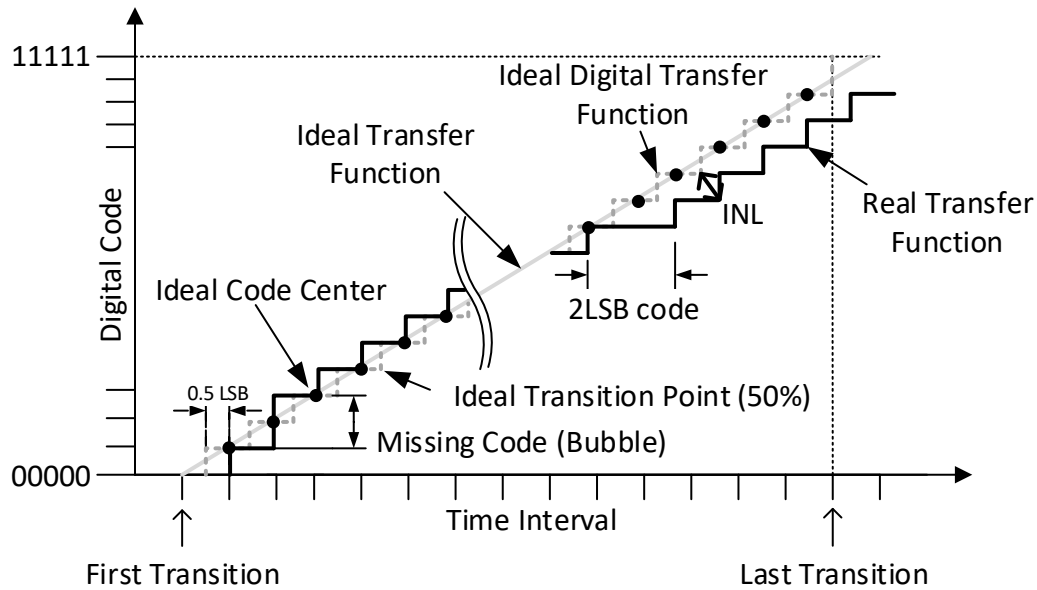 11111
Ideal Digital Transfer
Function
Ideal Transfer
Function
Digital Code
INL
Real Transfer
Function
Ideal Code Center
2LSB code
0.5 LSB
Ideal Transition Point (50%)
Missing Code (Bubble)
00000
Time Interval
First Transition
Last Transition